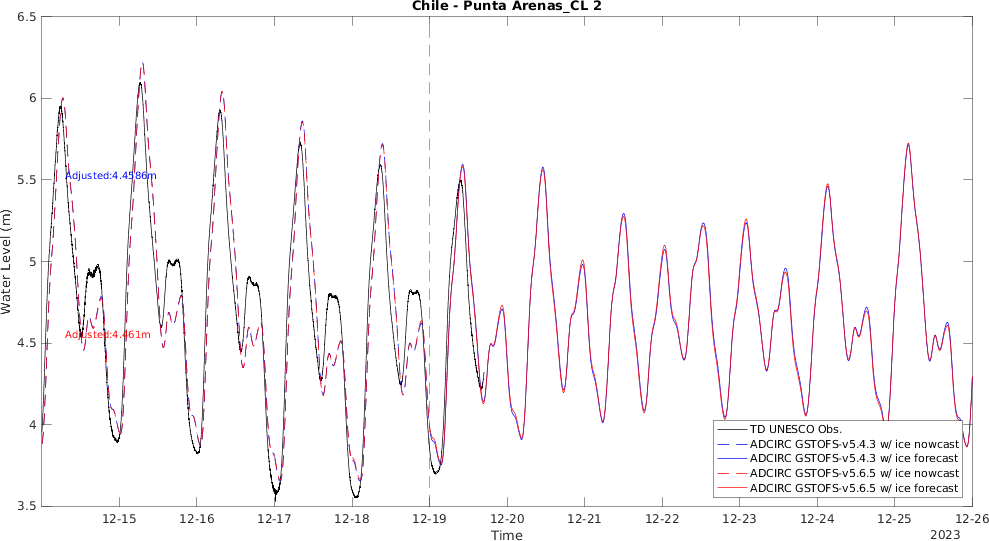 Chile - Punta Arenas_CL 2
6.5
6
5.5
5
4.5
4
3.5
Water Level (m)
Adjusted:4.4586m
Adjusted:4.461m
TD UNESCO Obs.
ADCIRC GSTOFS-v5.4.3 w/ ice nowcast
ADCIRC GSTOFS-v5.4.3 w/ ice forecast
ADCIRC GSTOFS-v5.6.5 w/ ice nowcast
ADCIRC GSTOFS-v5.6.5 w/ ice forecast
12-15 12-16 12-17 12-18 12-19 12-20 12-21 12-22 12-23 12-24 12-25 12-26
Time
2023